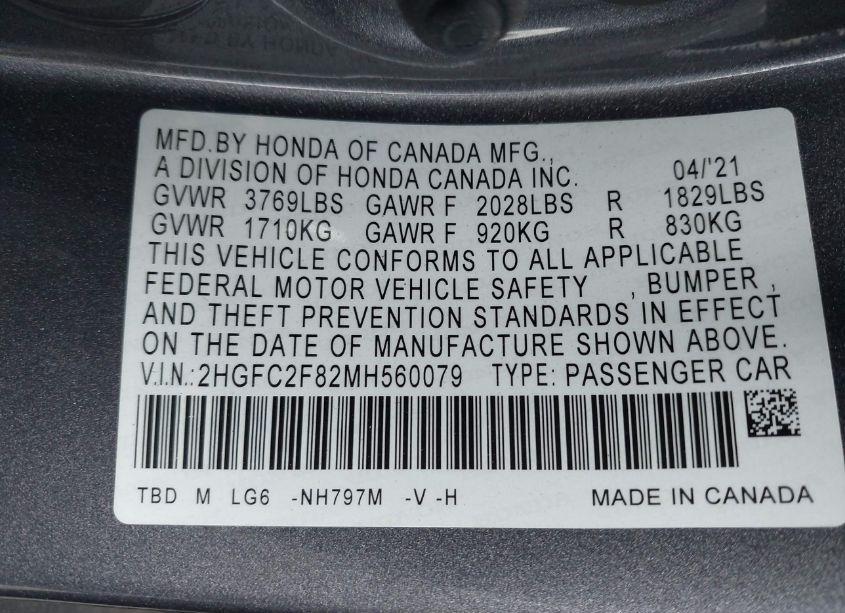 MFD.BY HONDA OF CANADA MFG.,
A DIVISION OF HONDA CANADA INC. 04/'21
GVWR 3769LBS GAWR F 2028LBS R 1829LBS
GVWR 1710KG GAWR F 920KG R 830KG
THIS VEHICLE CONFORMS TO ALL APPLICABLE
FEDERAL MOTOR VEHICLE SAFETY , BUMPER ,
AND THEFT PREVENTION STANDARDS IN EFFECT
ON THE DATE OF MANUFACTURE SHOWN ABOVE.
V.I.N.:2HGFC2F82MH560079 TYPE: PASSENGER CAR
TBD M LG6 -NH797M -V -H MADE IN CANADA